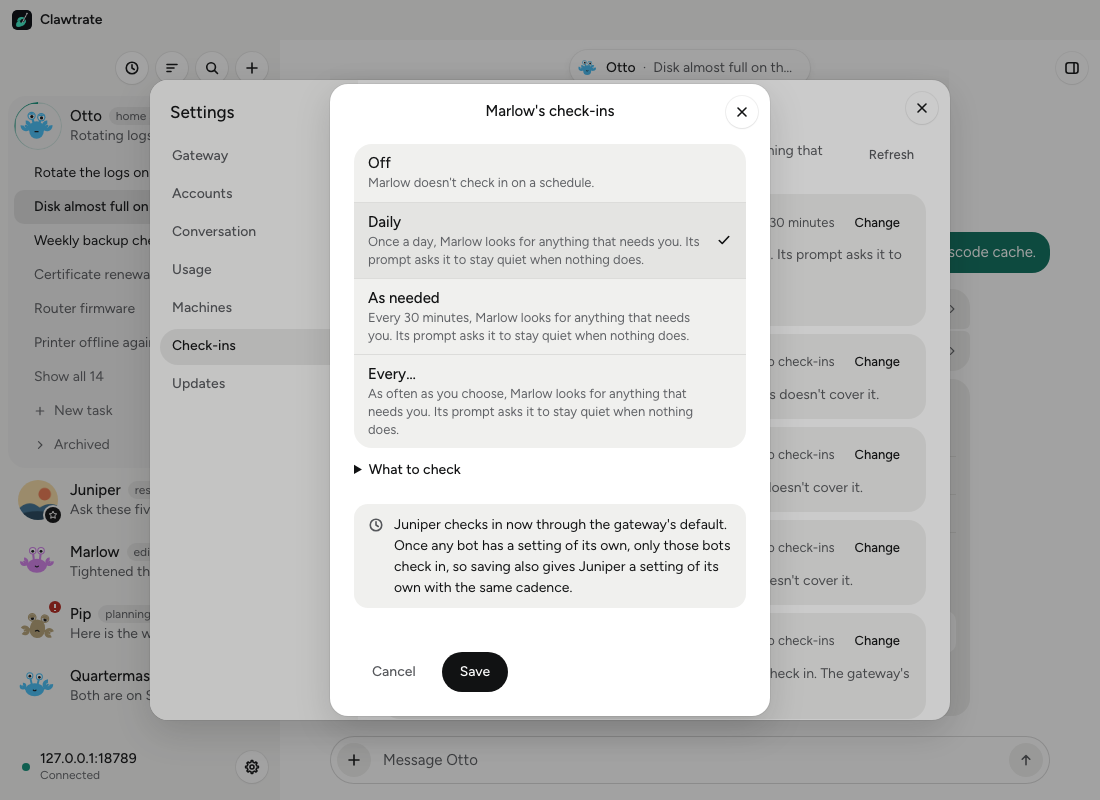 Clawtrate
Otto · Disk almost full on th...
Otto home
Rotating logs
Rotate the logs on
Disk almost full on
Weekly backup che
Certificate renewa
Router firmware
Printer offline agai
Show all 14
+ New task
Archived
Juniper res
Ask these fiv
Marlow edi
Tightened th
Pip planning
Here is the w
Quartermas
Both are on S
127.0.0.1:18789
Connected
Settings
Gateway
Accounts
Conversation
Usage
Machines
Check-ins
Updates
Marlow's check-ins
Off
Marlow doesn't check in on a schedule.
Daily
Once a day, Marlow looks for anything that needs you. Its
prompt asks it to stay quiet when nothing does.
As needed
Every 30 minutes, Marlow looks for anything that needs
you. Its prompt asks it to stay quiet when nothing does.
Every...
As often as you choose, Marlow looks for anything that
needs you. Its prompt asks it to stay quiet when nothing
does.
What to check
Juniper checks in now through the gateway's default.
Once any bot has a setting of its own, only those bots
check in, so saving also gives Juniper a setting of its
own with the same cadence.
Cancel
Save
hing that
Refresh
30 minutes Change
. Its prompt asks it to
o check-ins Change
s doesn't cover it.
o check-ins Change
doesn't cover it.
o check-ins Change
esn't cover it.
o check-ins Change
heck in. The gateway's
scode cache.
Message Otto